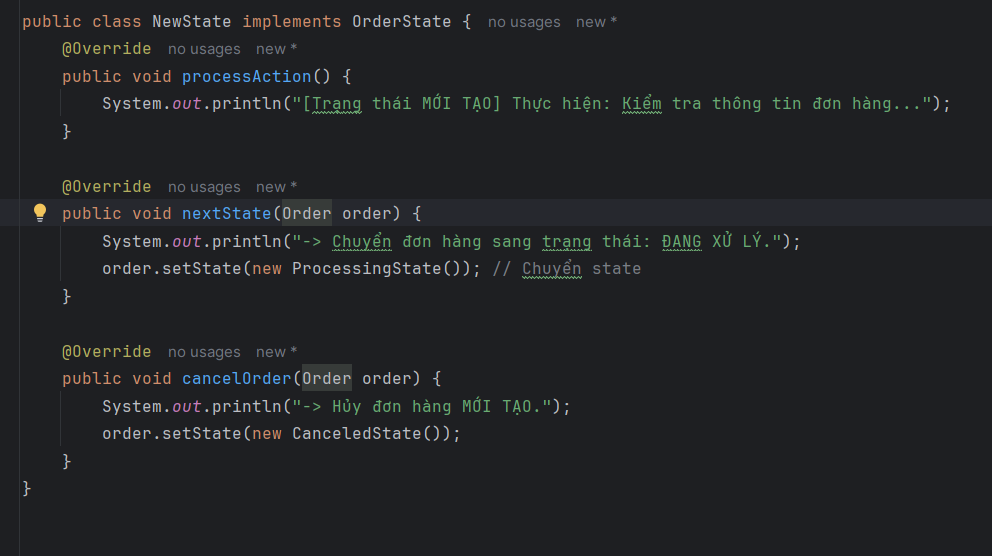 public class NewState implements OrderState {  no usages  new *
    @Override  no usages  new *
    public void processAction() {
        System.out.println("[Trạng thái MỚI TẠO] Thực hiện: Kiểm tra thông tin đơn hàng...");
    }
    @Override  no usages  new *
    public void nextState(Order order) {
        System.out.println("-> Chuyển đơn hàng sang trạng thái: ĐANG XỬ LÝ.");
        order.setState(new ProcessingState()); // Chuyển state
    }
    @Override  no usages  new *
    public void cancelOrder(Order order) {
        System.out.println("-> Hủy đơn hàng MỚI TẠO.");
        order.setState(new CanceledState());
    }
}